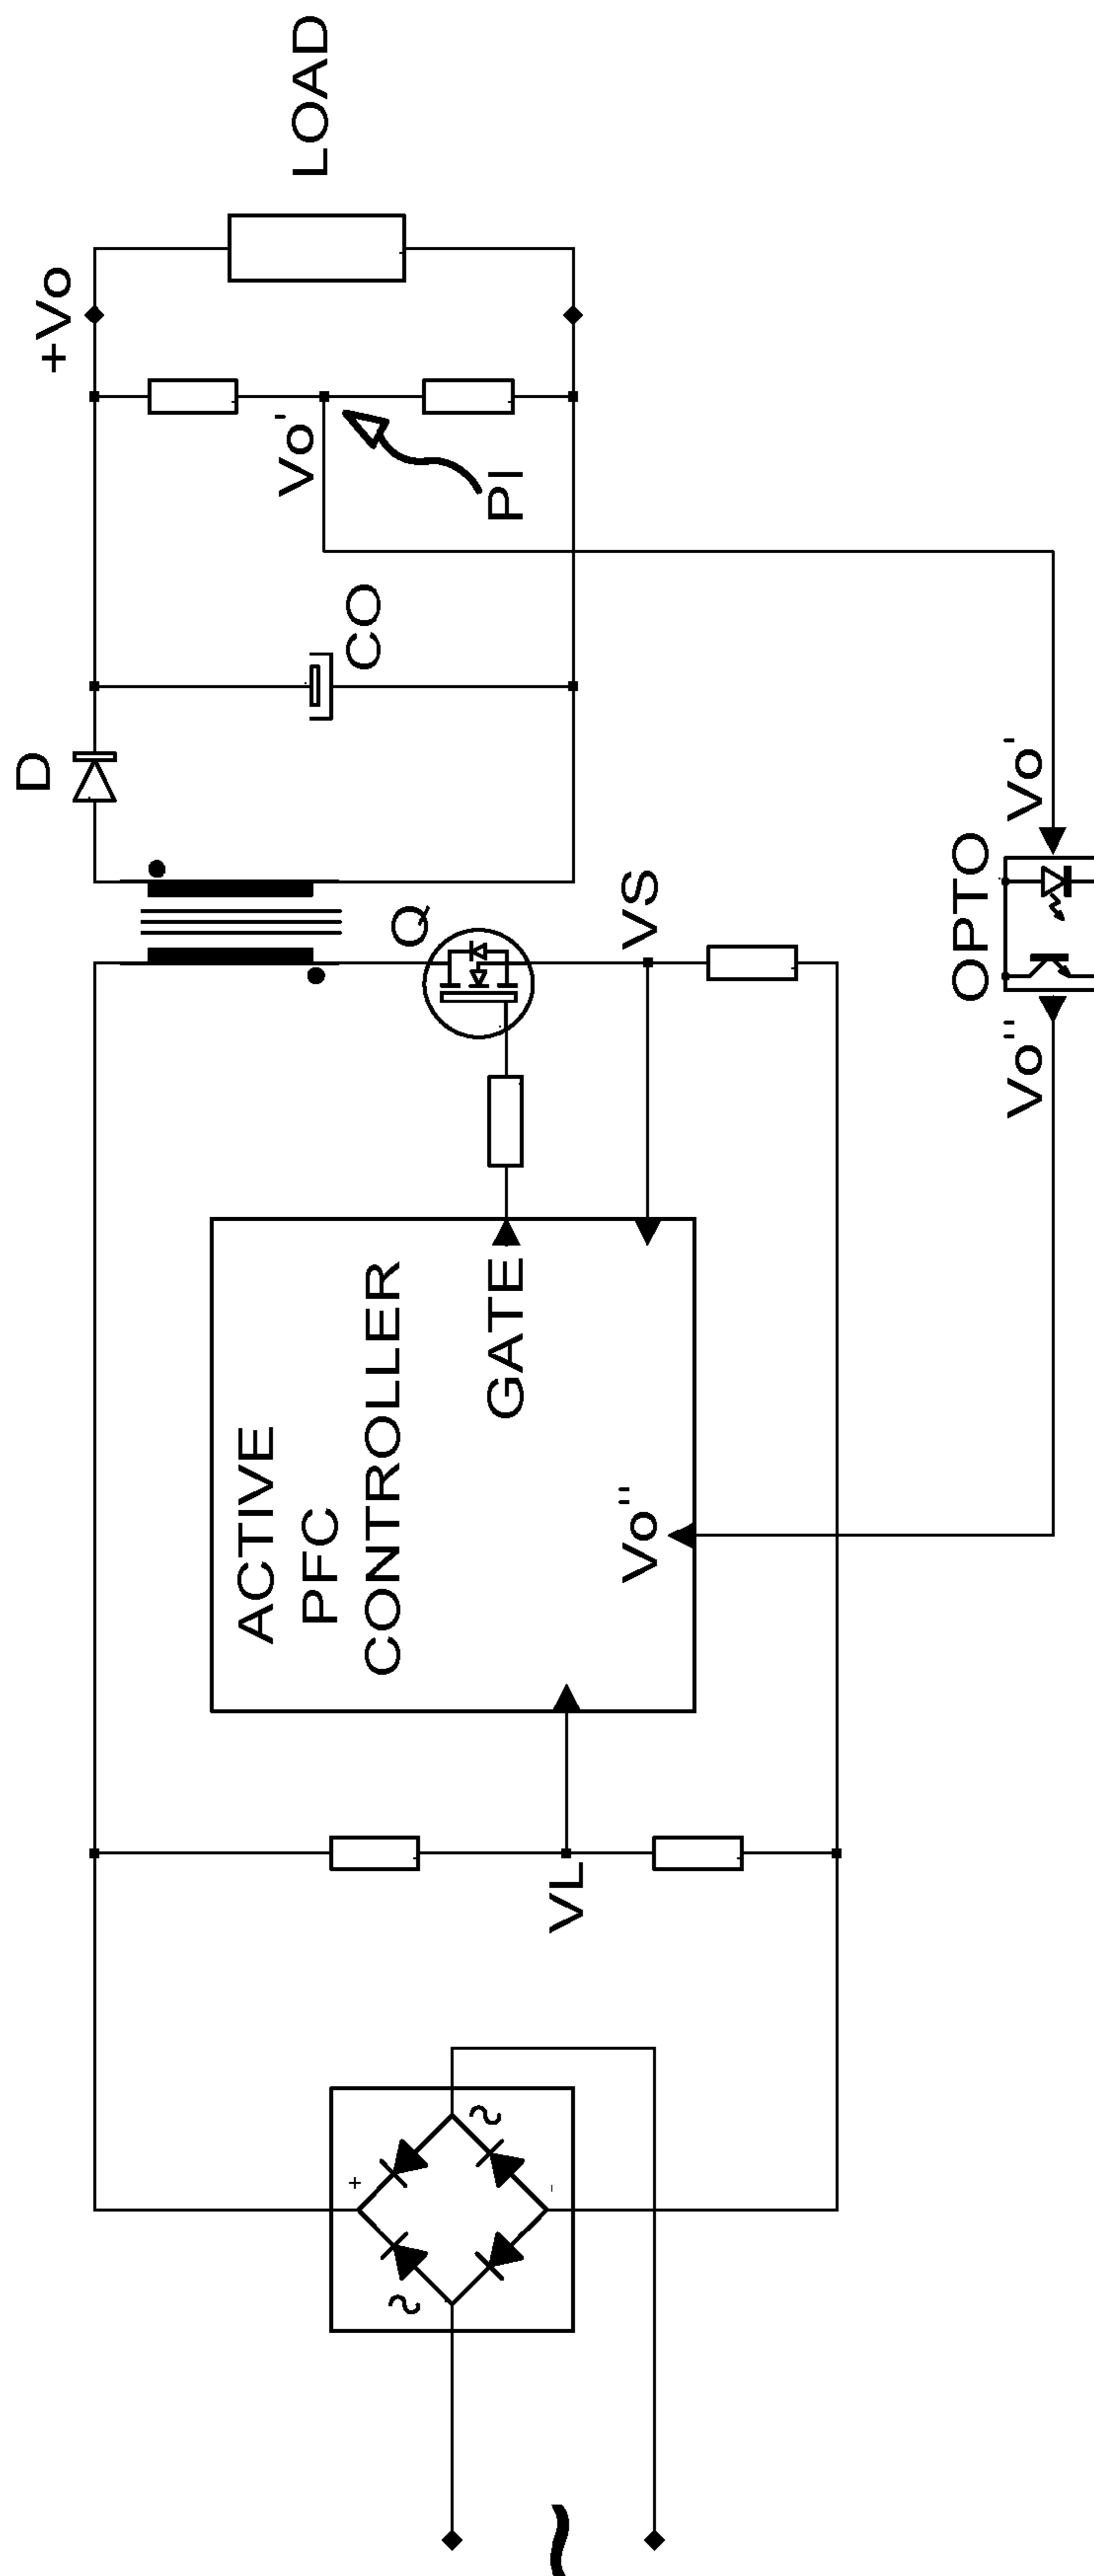 D
+Vo
ACTIVE
PFC
CONTROLLER
Vo'
LOAD
CO
+
~
~
-
Q
GATE
PI
VL
~
Vo"
VS
OPTO
Vo"
Vo'